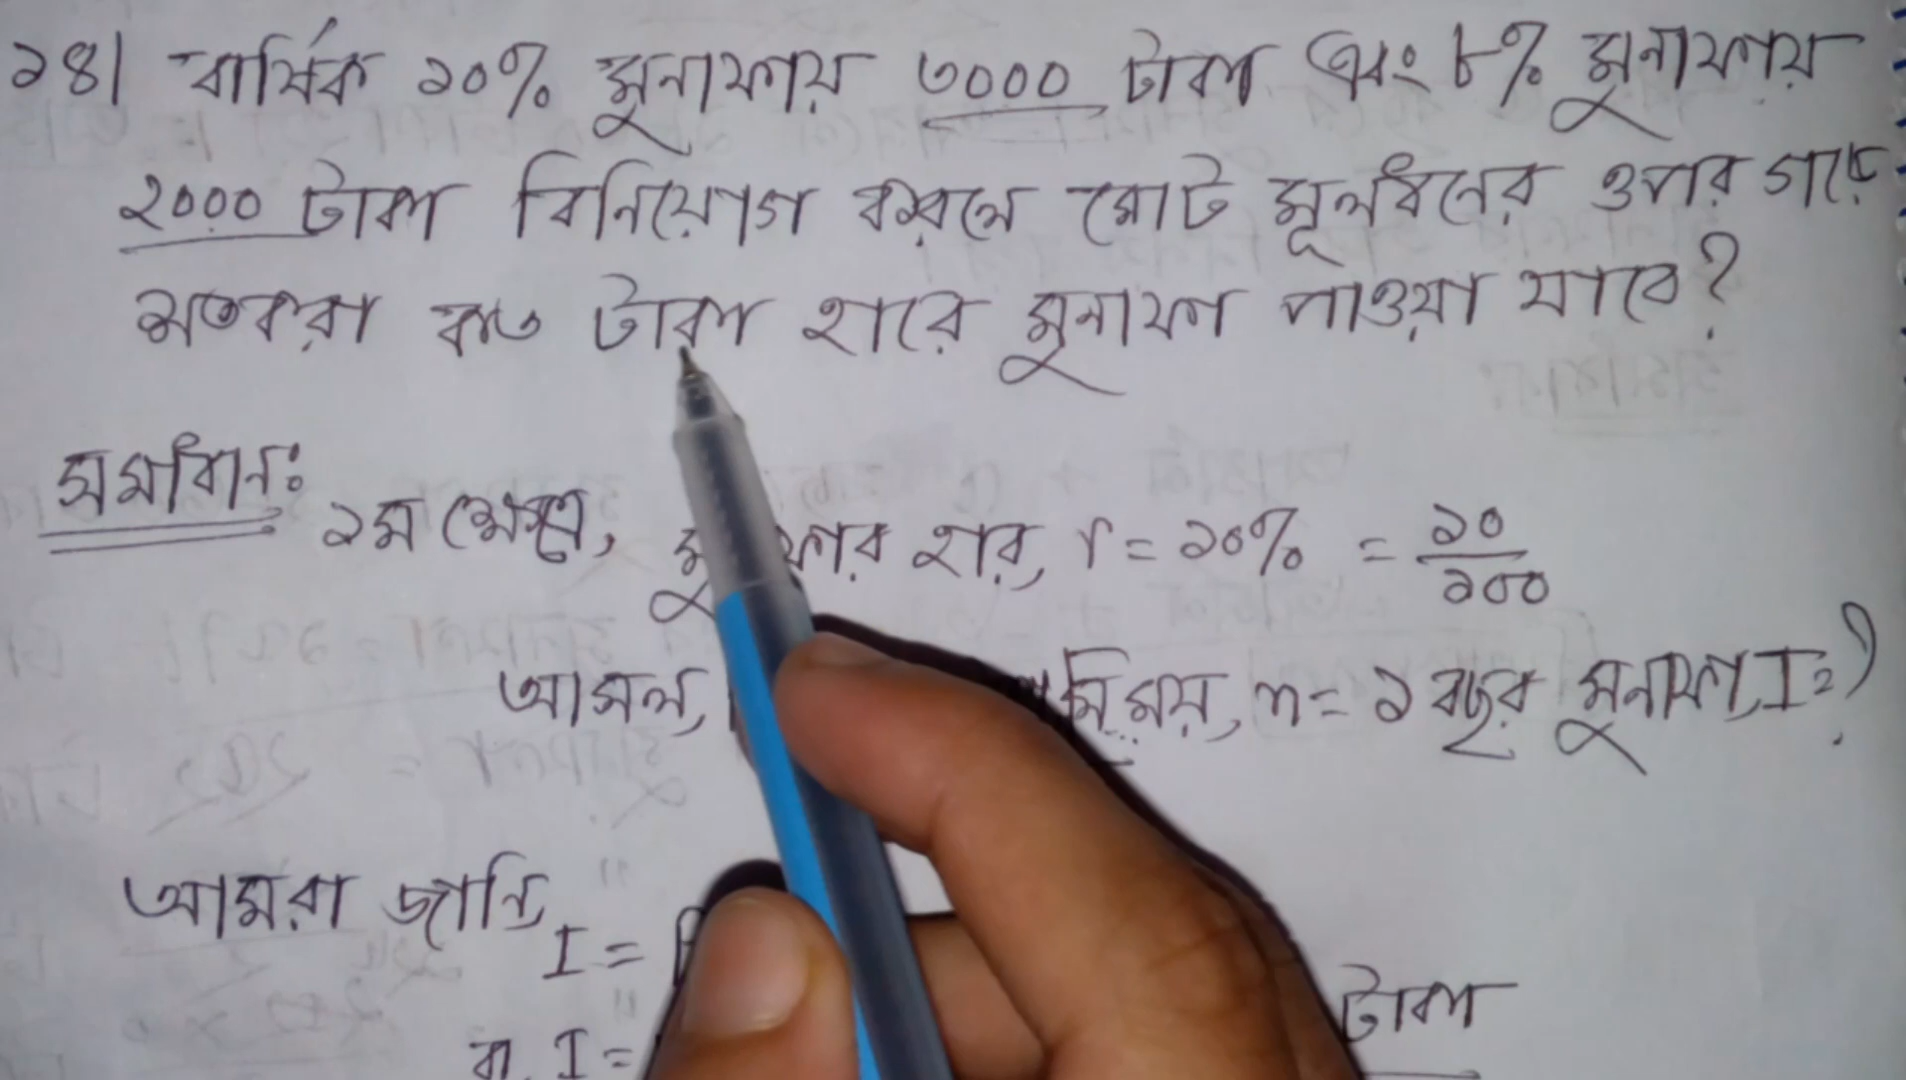 ১৪। বার্ষিক ১০% মুনাফায় ৩০০০ টাকা এবং ৮% মুনাফায়
২০০০ টাকা বিনিয়োগ করলে মোট মূলধনের ওপর গড়ে
শতকরা কত টাকা হারে মুনাফা পাওয়া যাবে?
সমাধান: ১ম ক্ষেত্রে, হার, r = ১০% = ১০/১০০
আসল, সময়, n = ১ বছর মুনাফা, I = ?
আমরা জানি, I =
টাকা
বা, I =